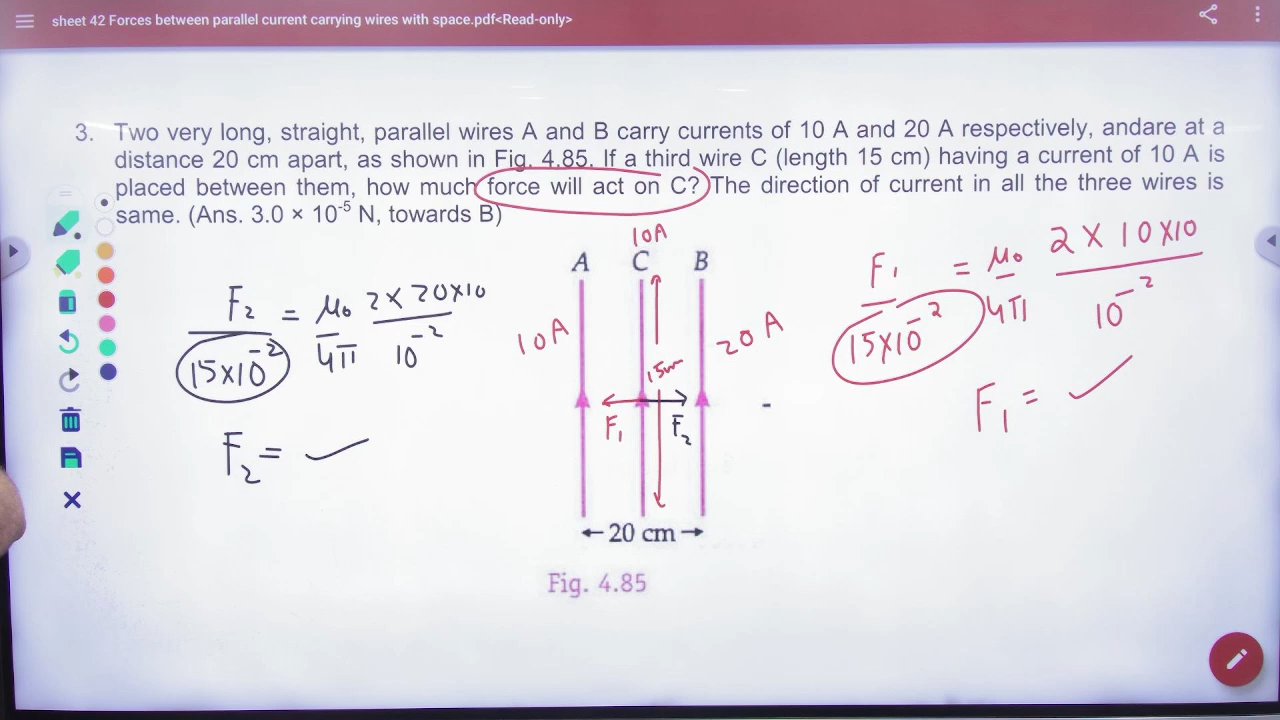 sheet 42 Forces between parallel current carrying wires with space.pdf<Read-only>
3. Two very long, straight, parallel wires A and B carry currents of 10 A and 20 A respectively, andare at a
distance 20 cm apart, as shown in Fig. 4.85. If a third wire C (length 15 cm) having a current of 10 A is
placed between them, how much force will act on C? The direction of current in all the three wires is
same. (Ans. 3.0 × 10⁻⁵ N, towards B)
10A
A C B
F₂/15×10⁻² = μ₀/4π 2×20×10/10⁻²
F₂ =
10A
15cm
20 A
F₁ F₂
F₁/15×10⁻² = μ₀/4π 2×10×10/10⁻²
F₁ =
20 cm
Fig. 4.85